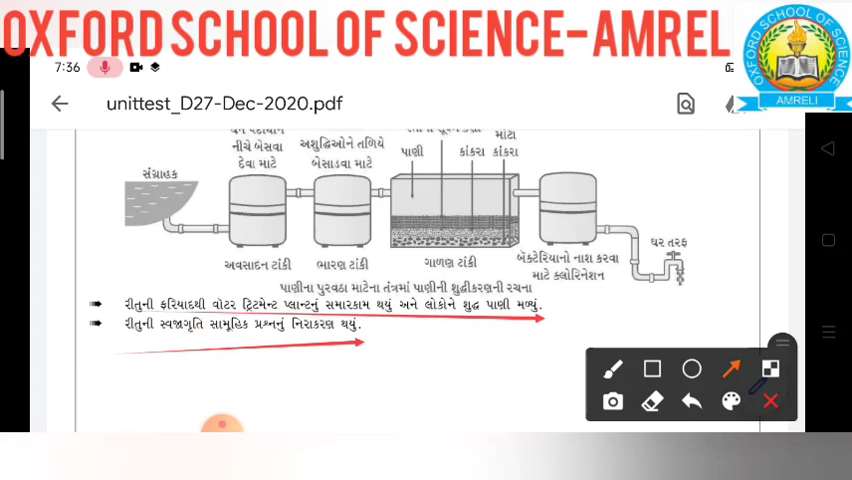 OXFORD SCHOOL OF SCIENCE-AMREL
OXFORD SCHOOL OF SCIENCE
AMRELI
7:36
unittest_D27-Dec-2020.pdf
નીચે બેસવા
દેવા માટે
અશુદ્ધિઓને તળિયે
બેસાડવા માટે
મોટા
પાણી
કાંકરા
કાંકરા
સંગ્રાહક
ઘર તરફ
અવસાદન ટાંકી
ભારણ ટાંકી
ગાળણ ટાંકી
બૅક્ટેરિયાનો નાશ કરવા
માટે ક્લોરિનેશન
પાણીના પુરવઠા માટેના તંત્રમાં પાણીની શુદ્ધીકરણની રચના
રીતુની ફરિયાદથી વોટર ટ્રિટમેન્ટ પ્લાન્ટનું સમારકામ થયું અને લોકોને શુદ્ધ પાણી મળ્યું.
રીતુની સ્વજાગૃતિ સામૂહિક પ્રશ્નનું નિરાકરણ થયું.